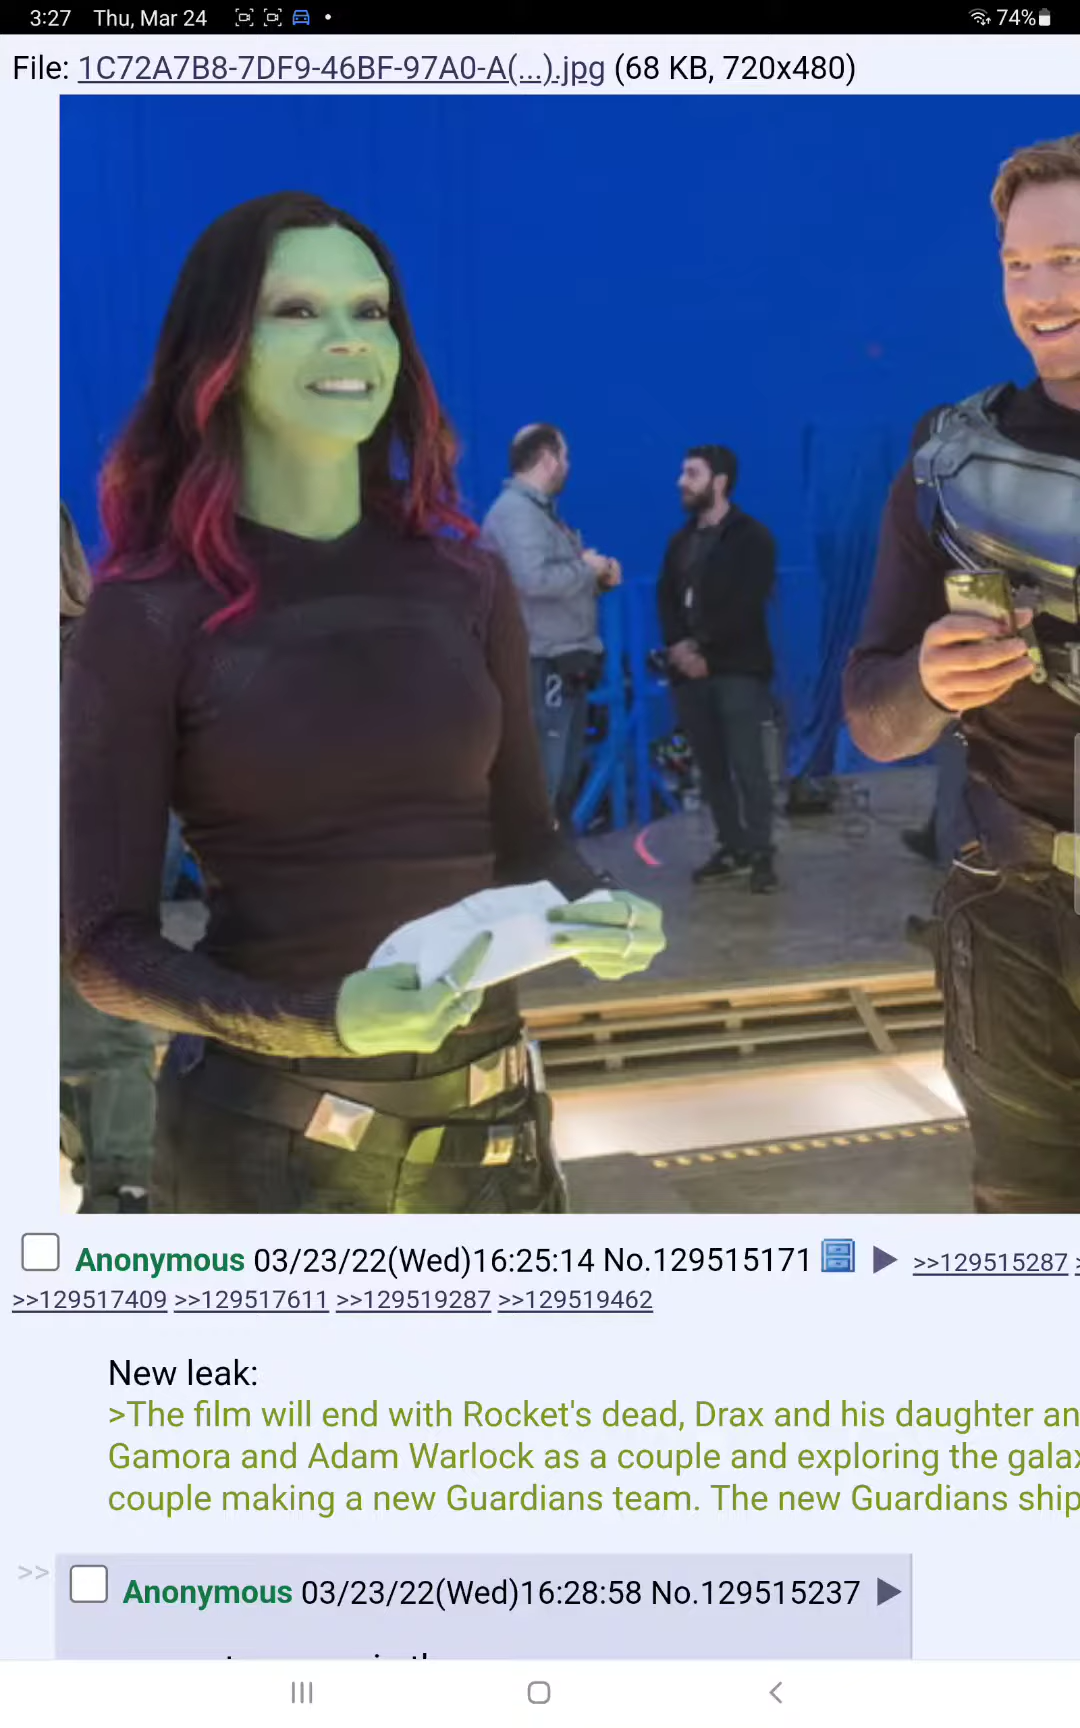 3:27 Thu, Mar 24 74%
File: 1C72A7B8-7DF9-46BF-97A0-A(...).jpg (68 KB, 720x480)
Anonymous 03/23/22(Wed)16:25:14 No.129515171 >>129515287
>>129517409 >>129517611 >>129519287 >>129519462
New leak:
>The film will end with Rocket's dead, Drax and his daughter an
Gamora and Adam Warlock as a couple and exploring the galax
couple making a new Guardians team. The new Guardians ship
>>
Anonymous 03/23/22(Wed)16:28:58 No.129515237